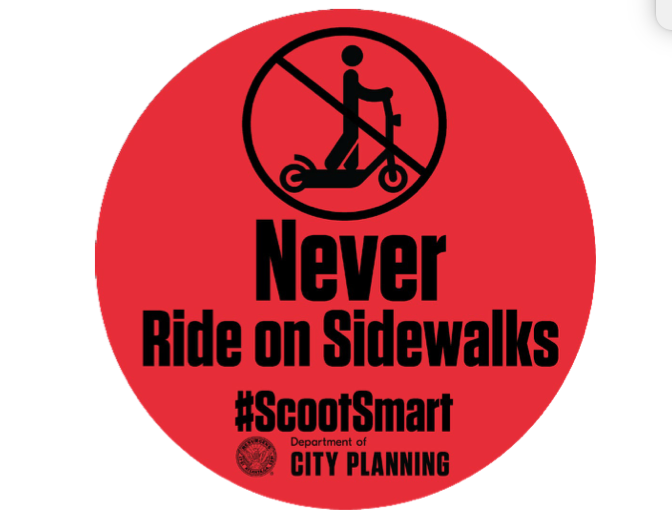 Never
Ride on Sidewalks
#ScootSmart
Department of
CITY PLANNING